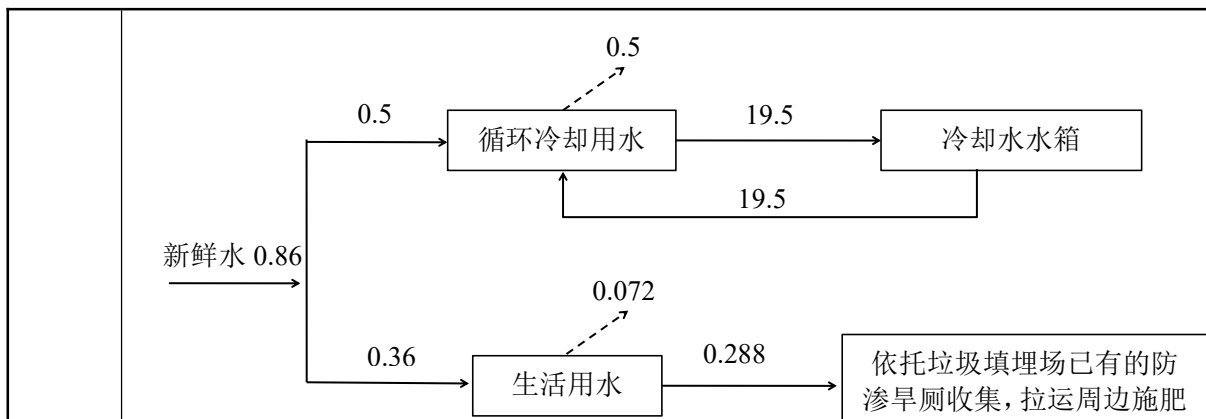 0.5
0.5
循环冷却用水
19.5
冷却水水箱
19.5
新鲜水 0.86
0.072
0.36
生活用水
0.288
依托垃圾填埋场已有的防
渗旱厕收集，拉运周边施肥